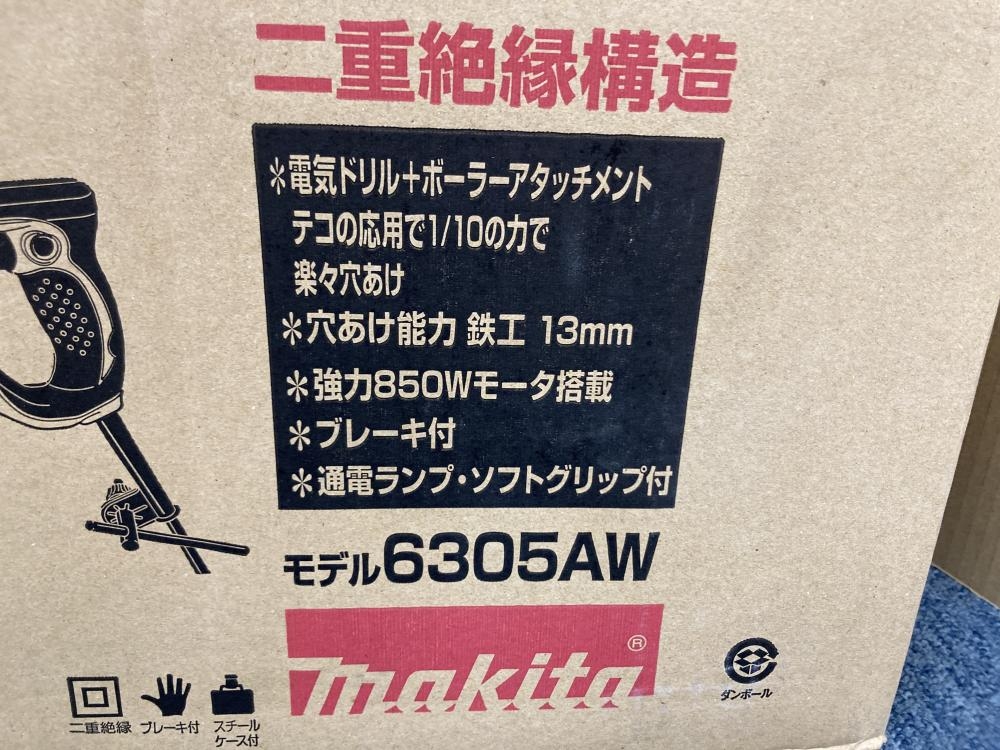 二重絶縁構造
＊電気ドリル＋ボーラーアタッチメント
テコの応用で1/10の力で
楽々穴あけ
＊穴あけ能力 鉄工 13mm
＊強力850Wモータ搭載
＊ブレーキ付
＊通電ランプ・ソフトグリップ付
モデル6305AW
makita®
二重絶縁
ブレーキ付
スチール
ケース付
ダンボール